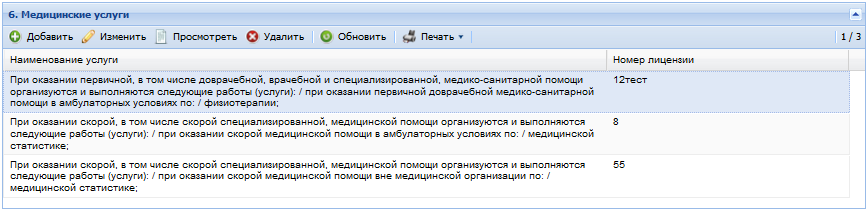 6. Медицинские услуги
Добавить Изменить Просмотреть Удалить Обновить Печать 1 / 3
Наименование услуги Номер лицензии
При оказании первичной, в том числе доврачебной, врачебной и специализированной, медико-санитарной помощи 12тест
организуются и выполняются следующие работы (услуги): / при оказании первичной доврачебной медико-санитарной
помощи в амбулаторных условиях по: / физиотерапии;
При оказании скорой, в том числе скорой специализированной, медицинской помощи организуются и выполняются 8
следующие работы (услуги): / при оказании скорой медицинской помощи в амбулаторных условиях по: / медицинской
статистике;
При оказании скорой, в том числе скорой специализированной, медицинской помощи организуются и выполняются 55
следующие работы (услуги): / при оказании скорой медицинской помощи вне медицинской организации по: /
медицинской статистике;